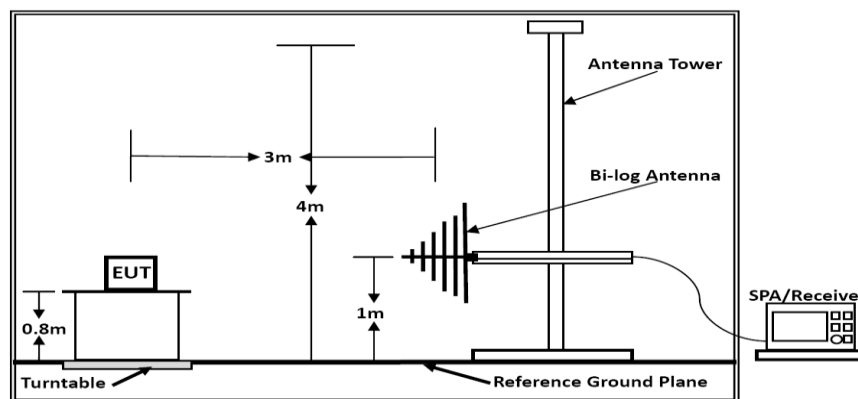 Antenna Tower
3m
Bi-log Antenna
4m
EUT
0.8m
1m
SPA/Receive
Turntable
Reference Ground Plane